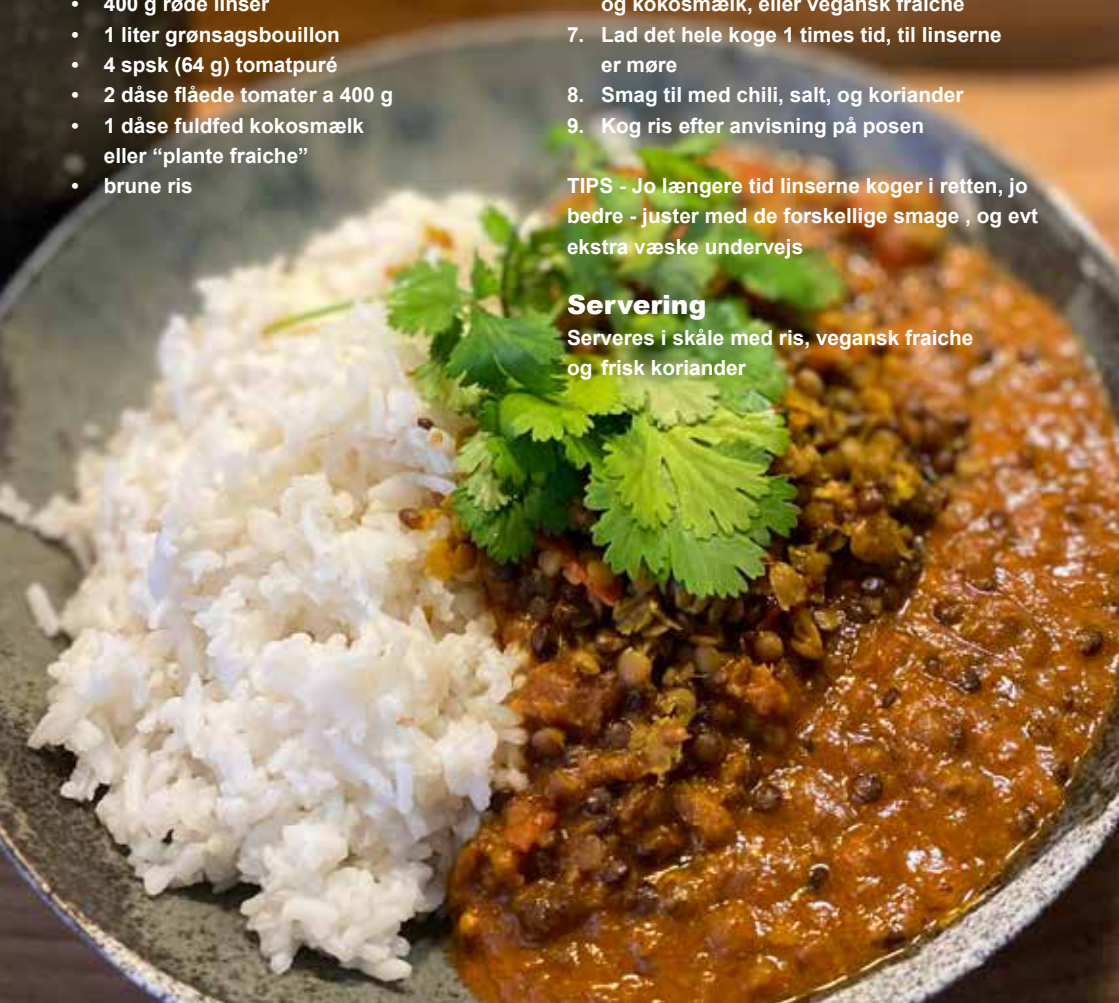 • 400 g røde linser
• 1 liter grønsagsbouillon
• 4 spsk (64 g) tomatpuré
• 2 dåse flåede tomater a 400 g
• 1 dåse fuldfed kokosmælk
eller “plante fraiche”
• brune ris
og kokosmælk, eller vegansk fraiche
7. Lad det hele koge 1 times tid, til linserne
er møre
8. Smag til med chili, salt, og koriander
9. Kog ris efter anvisning på posen
TIPS - Jo længere tid linserne koger i retten, jo
bedre - juster med de forskellige smage , og evt
ekstra væske undervejs
Servering
Serveres i skåle med ris, vegansk fraiche
og frisk koriander